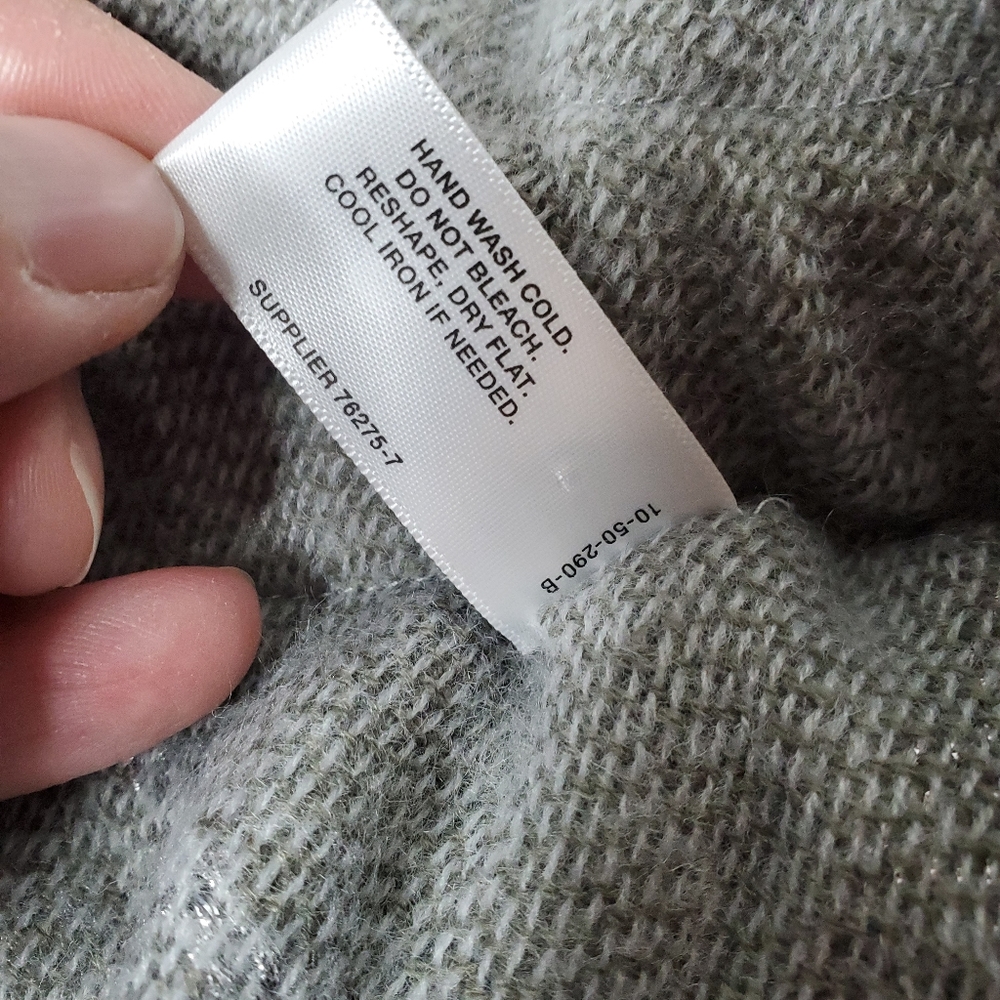 HAND WASH COLD.
DO NOT BLEACH.
RESHAPE, DRY FLAT.
COOL IRON IF NEEDED.
SUPPLIER 76275-7
10-50-290-B